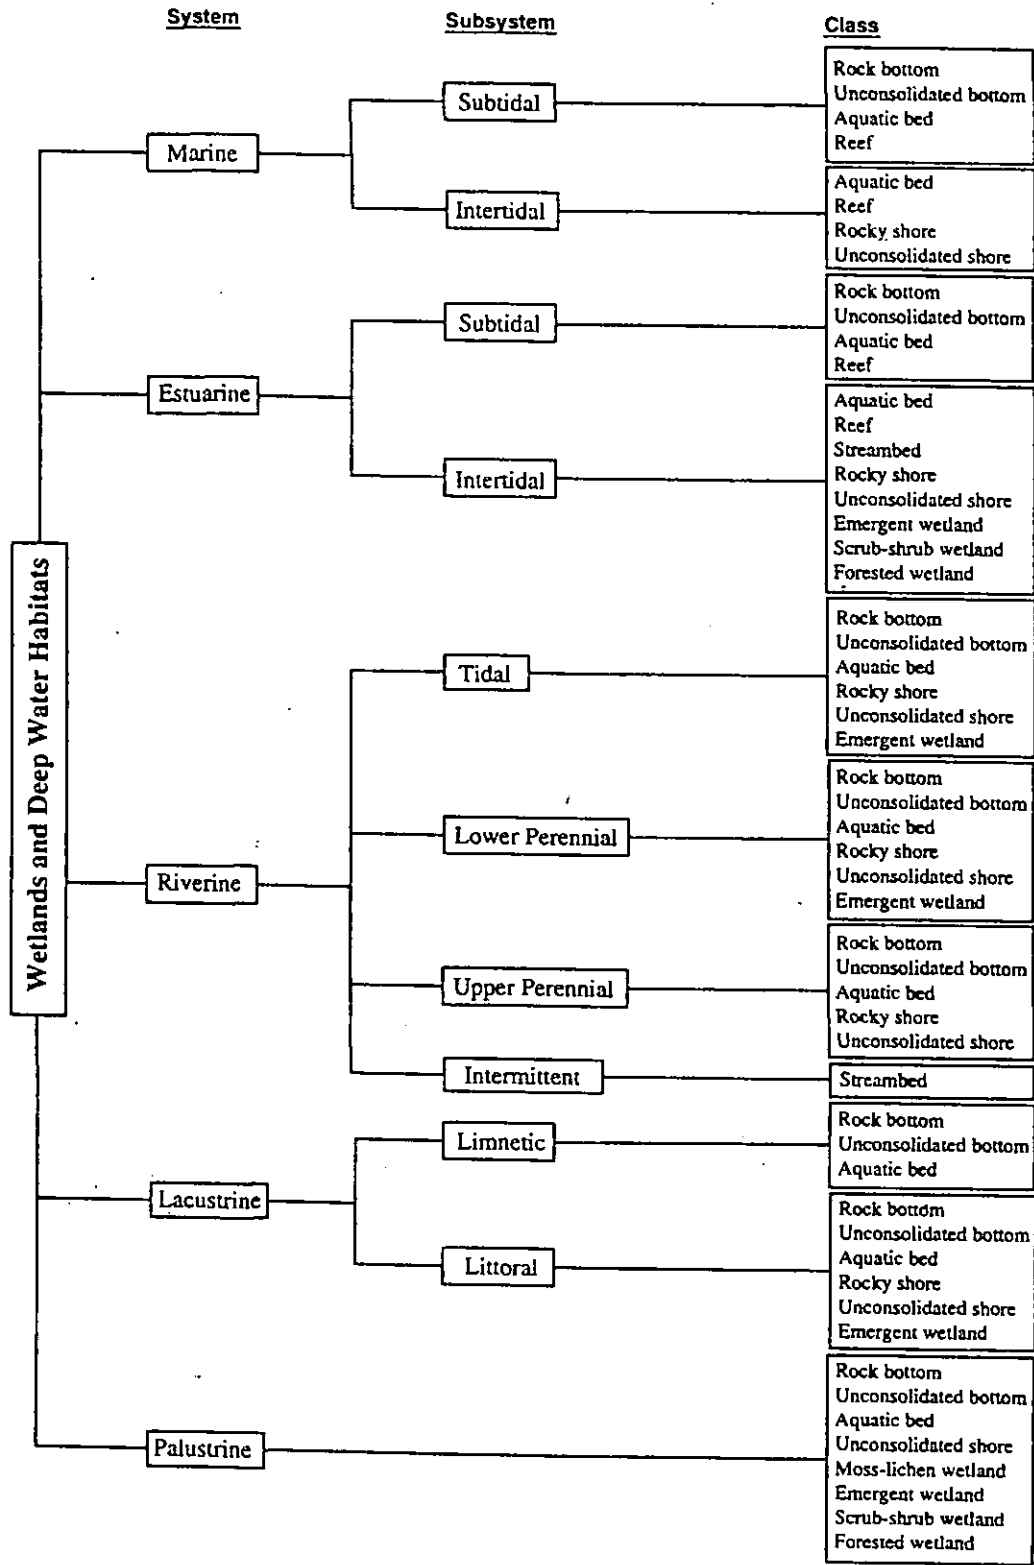 System
Subsystem
Class
Wetlands and Deep Water Habitats
Marine
Subtidal
Rock bottom
Unconsolidated bottom
Aquatic bed
Reef
Intertidal
Aquatic bed
Reef
Rocky shore
Unconsolidated shore
Estuarine
Subtidal
Rock bottom
Unconsolidated bottom
Aquatic bed
Reef
Intertidal
Aquatic bed
Reef
Streambed
Rocky shore
Unconsolidated shore
Emergent wetland
Scrub-shrub wetland
Forested wetland
Riverine
Tidal
Rock bottom
Unconsolidated bottom
Aquatic bed
Rocky shore
Unconsolidated shore
Emergent wetland
Lower Perennial
Rock bottom
Unconsolidated bottom
Aquatic bed
Rocky shore
Unconsolidated shore
Emergent wetland
Upper Perennial
Rock bottom
Unconsolidated bottom
Aquatic bed
Rocky shore
Unconsolidated shore
Intermittent
Streambed
Lacustrine
Limnetic
Rock bottom
Unconsolidated bottom
Aquatic bed
Littoral
Rock bottom
Unconsolidated bottom
Aquatic bed
Rocky shore
Unconsolidated shore
Emergent wetland
Palustrine
Rock bottom
Unconsolidated bottom
Aquatic bed
Unconsolidated shore
Moss-lichen wetland
Emergent wetland
Scrub-shrub wetland
Forested wetland